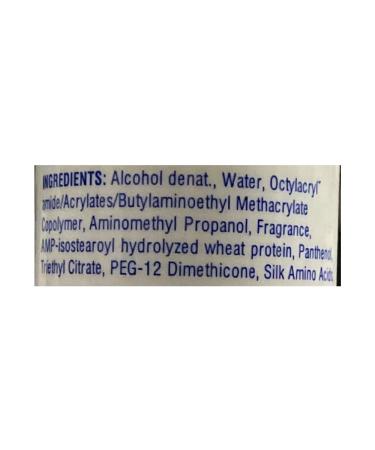 INGREDIENTS: Alcohol denat., Water, Octylacryl
amide/Acrylates/Butylaminoethyl Methacrylate
Copolymer, Aminomethyl Propanol, Fragrance,
AMP-isostearoyl hydrolyzed wheat protein, Panthenol,
Triethyl Citrate, PEG-12 Dimethicone, Silk Amino Acids.